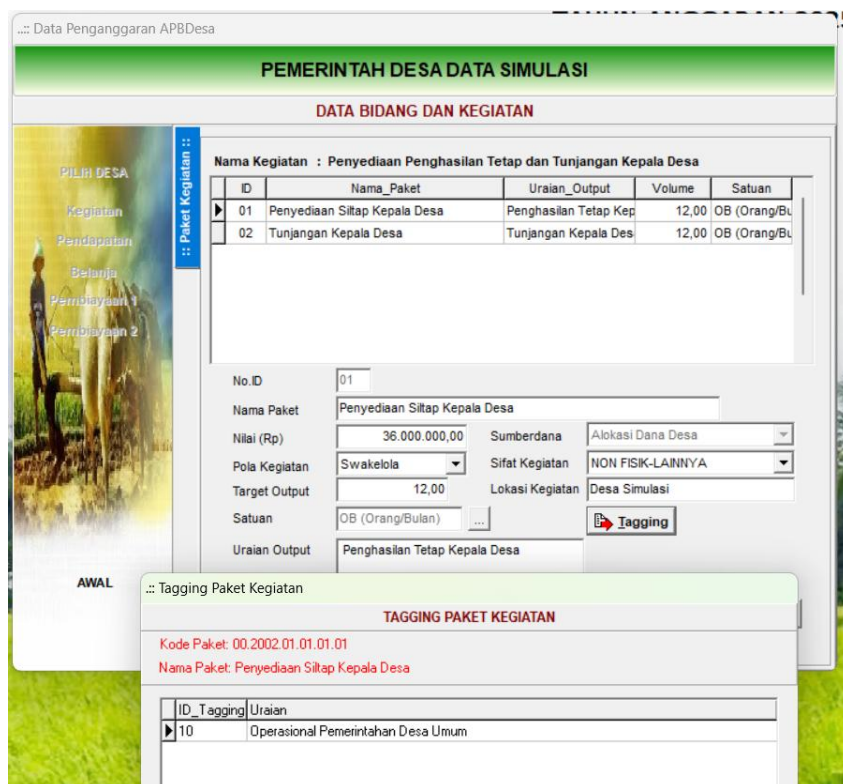 ..:: Data Penganggaran APBDesa
PEMERINTAH DESA DATA SIMULASI
DATA BIDANG DAN KEGIATAN
PILIH DESA
Kegiatan
Pendapatan
Belanja
Pembiayaan 1
Pembiayaan 2
AWAL
:: Paket Kegiatan ::
Nama Kegiatan : Penyediaan Penghasilan Tetap dan Tunjangan Kepala Desa
ID Nama_Paket Uraian_Output Volume Satuan
01 Penyediaan Siltap Kepala Desa Penghasilan Tetap Kep 12,00 OB (Orang/Bu
02 Tunjangan Kepala Desa Tunjangan Kepala Des 12,00 OB (Orang/Bu
No.ID 01
Nama Paket Penyediaan Siltap Kepala Desa
Nilai (Rp) 36.000.000,00 Sumberdana Alokasi Dana Desa
Pola Kegiatan Swakelola Sifat Kegiatan NON FISIK-LAINNYA
Target Output 12,00 Lokasi Kegiatan Desa Simulasi
Satuan OB (Orang/Bulan) ... Tagging
Uraian Output Penghasilan Tetap Kepala Desa
.:: Tagging Paket Kegiatan
TAGGING PAKET KEGIATAN
Kode Paket: 00.2002.01.01.01.01
Nama Paket: Penyediaan Siltap Kepala Desa
ID_Tagging Uraian
10 Operasional Pemerintahan Desa Umum